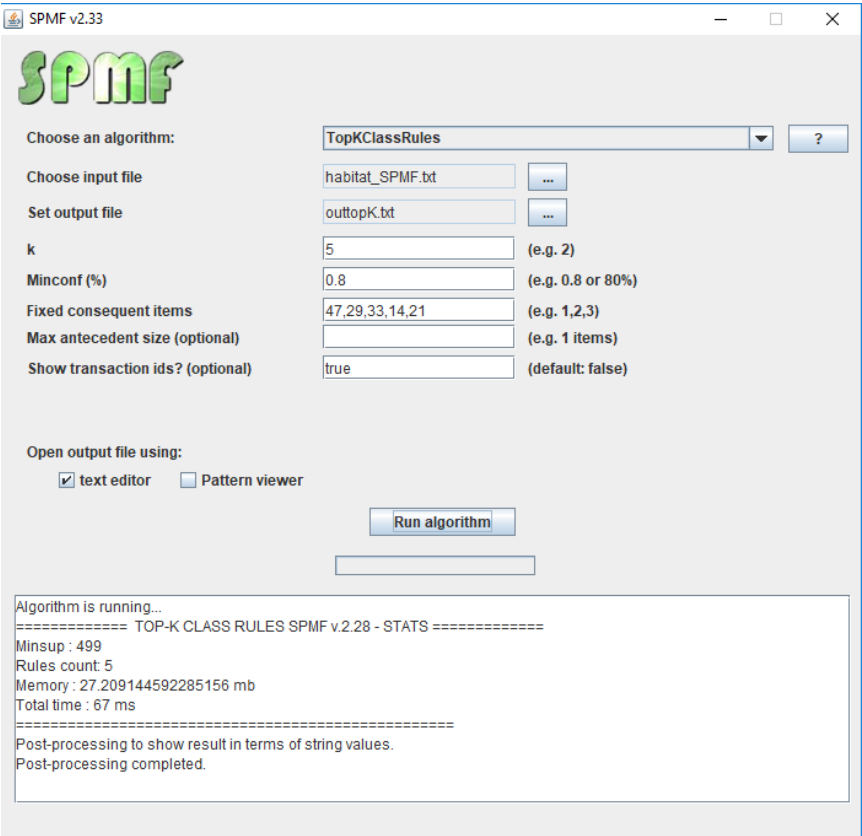 SPMF v2.33
SPMF
Choose an algorithm: TopKClassRules ?
Choose input file habitat_SPMF.txt ...
Set output file outtopK.txt ...
k 5 (e.g. 2)
Minconf (%) 0.8 (e.g. 0.8 or 80%)
Fixed consequent items 47,29,33,14,21 (e.g. 1,2,3)
Max antecedent size (optional) (e.g. 1 items)
Show transaction ids? (optional) true (default: false)
Open output file using:
text editor Pattern viewer
Run algorithm
Algorithm is running...
============= TOP-K CLASS RULES SPMF v.2.28 - STATS =============
Minsup : 499
Rules count: 5
Memory : 27.209144592285156 mb
Total time : 67 ms
===================================================
Post-processing to show result in terms of string values.
Post-processing completed.